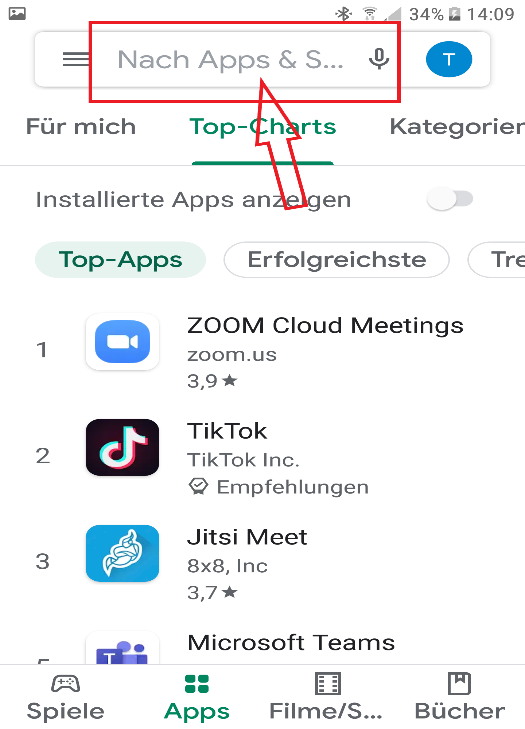 34% 14:09
Nach Apps & S... T
Für mich Top-Charts Kategorien
Installierte Apps anzeigen
Top-Apps Erfolgreichste Tre
1 ZOOM Cloud Meetings
zoom.us
3,9 ★
2 TikTok
TikTok Inc.
Empfehlungen
3 Jitsi Meet
8x8, Inc
3,7 ★
Microsoft Teams
T
Spiele Apps Filme/S... Bücher